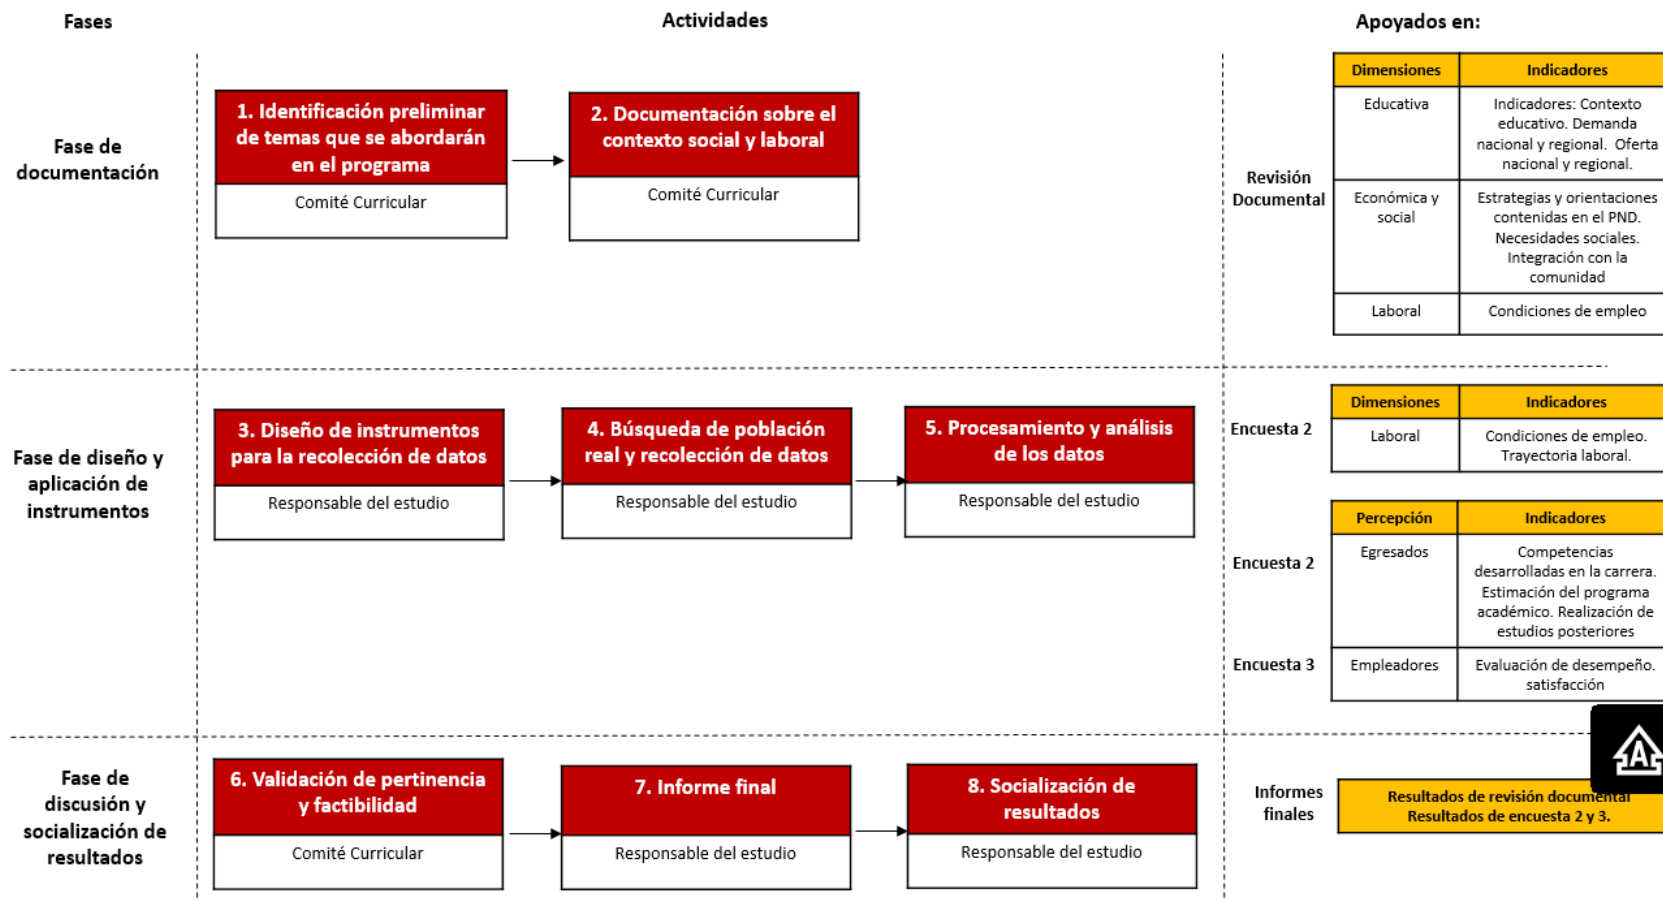 Fases
Actividades
Apoyados en:
Fase de
documentación
1. Identificación preliminar
de temas que se abordarán
en el programa
Comité Curricular
2. Documentación sobre el
contexto social y laboral
Comité Curricular
Revisión
Documental
Dimensiones Indicadores
Educativa
Indicadores: Contexto
educativo. Demanda
nacional y regional. Oferta
nacional y regional.
Económica y
social
Estrategias y orientaciones
contenidas en el PND.
Necesidades sociales.
Integración con la
comunidad
Laboral
Condiciones de empleo
Fase de diseño y
aplicación de
instrumentos
3. Diseño de instrumentos
para la recolección de datos
Responsable del estudio
4. Búsqueda de población
real y recolección de datos
Responsable del estudio
5. Procesamiento y análisis
de los datos
Responsable del estudio
Encuesta 2
Dimensiones Indicadores
Laboral
Condiciones de empleo.
Trayectoria laboral.
Encuesta 2
Percepción Indicadores
Egresados
Competencias
desarrolladas en la carrera.
Estimación del programa
académico. Realización de
estudios posteriores
Encuesta 3
Empleadores
Evaluación de desempeño.
satisfacción
Fase de
discusión y
socialización de
resultados
6. Validación de pertinencia
y factibilidad
Comité Curricular
7. Informe final
Responsable del estudio
8. Socialización de
resultados
Responsable del estudio
Informes
finales
Resultados de revisión documental
Resultados de encuesta 2 y 3.
A